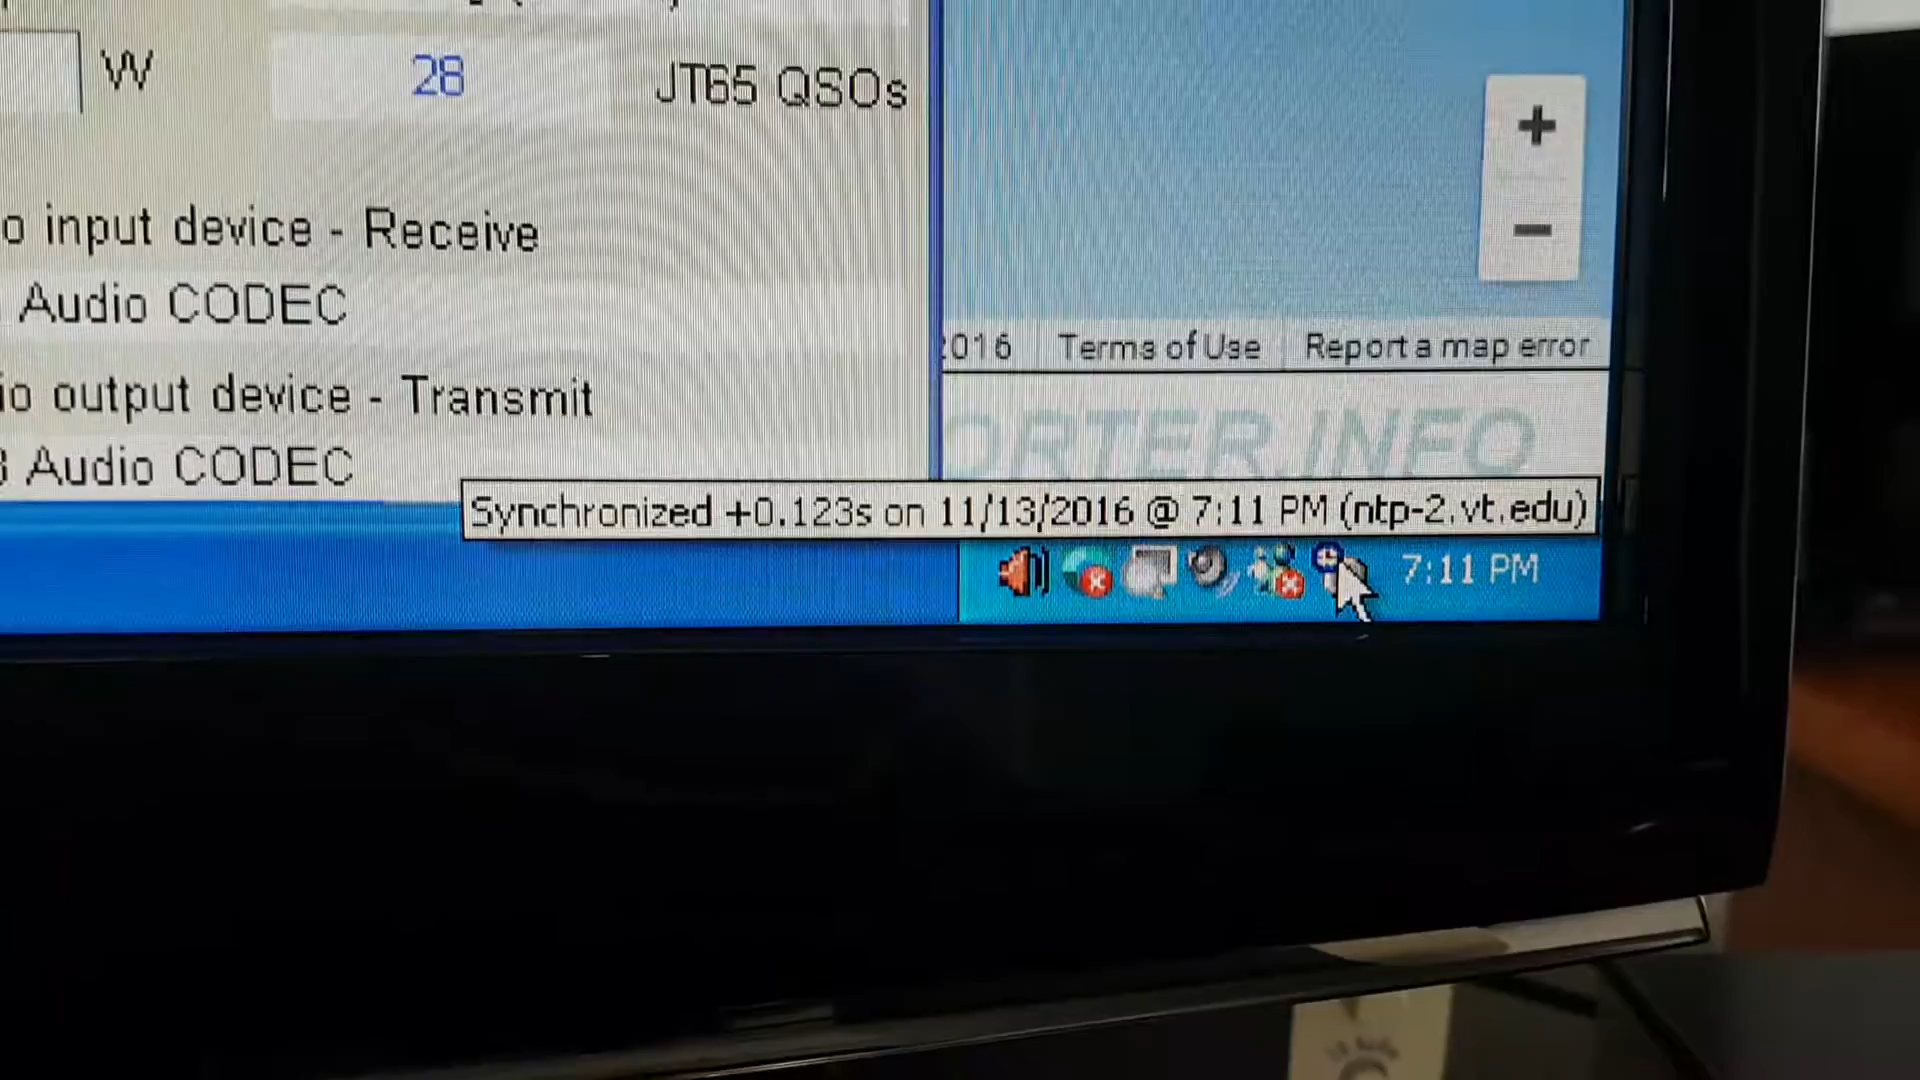 W
28
JT65 QSOs
o input device - Receive
Audio CODEC
io output device - Transmit
Audio CODEC
+
−
2016
Terms of Use
Report a map error
ORTER.INFO
Synchronized +0.123s on 11/13/2016 @ 7:11 PM (ntp-2.vt.edu)
7:11 PM